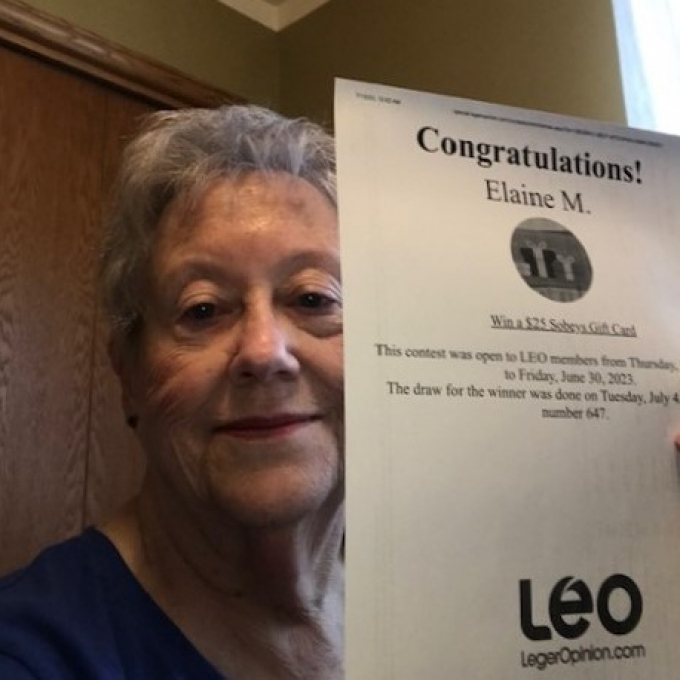 Congratulations!
Elaine M.
Win a $25 Sobeys Gift Card
This contest was open to LEO members from Thursday,
to Friday, June 30, 2023.
The draw for the winner was done on Tuesday, July 4,
number 647.
Léo
LegerOpinion.com